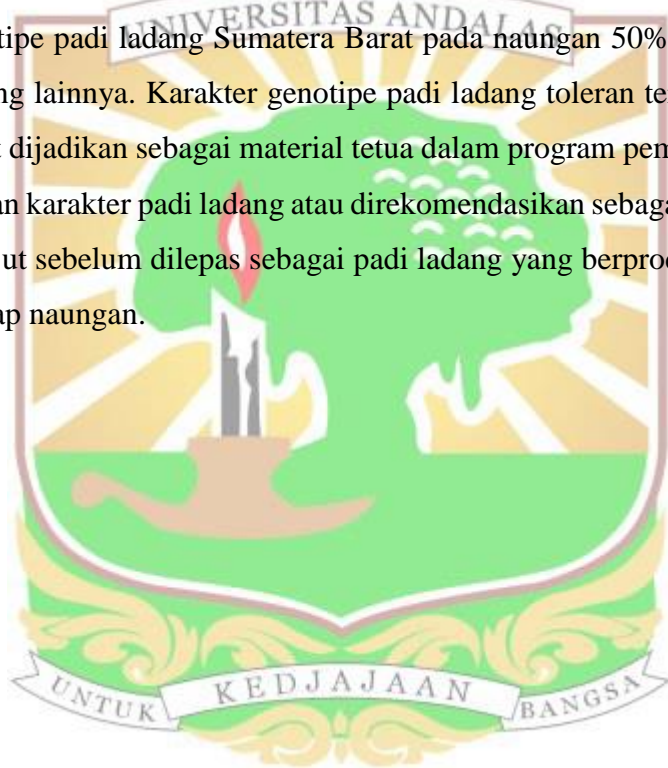 UNIVERSITAS ANDALAS
tipe padi ladang Sumatera Barat pada naungan 50%
ng lainnya. Karakter genotipe padi ladang toleran te
t dijadikan sebagai material tetua dalam program pem
an karakter padi ladang atau direkomendasikan sebaga
ut sebelum dilepas sebagai padi ladang yang berprod
ap naungan.
UNTUK KEDJAJAAN BANGSA